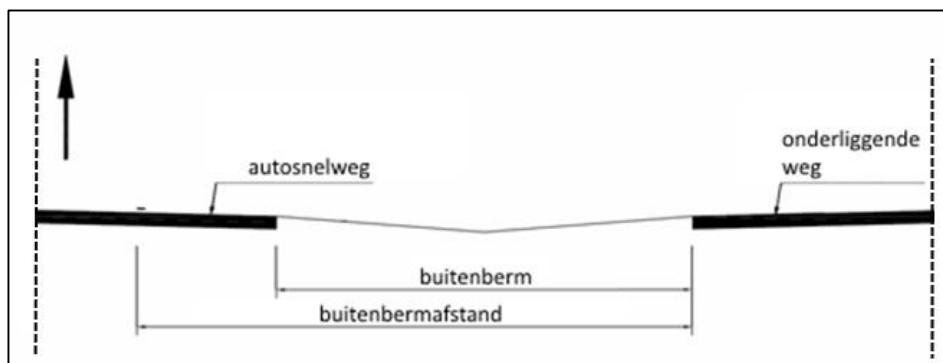 autosnelweg
onderliggende
weg
buitenberm
buitenbermafstand